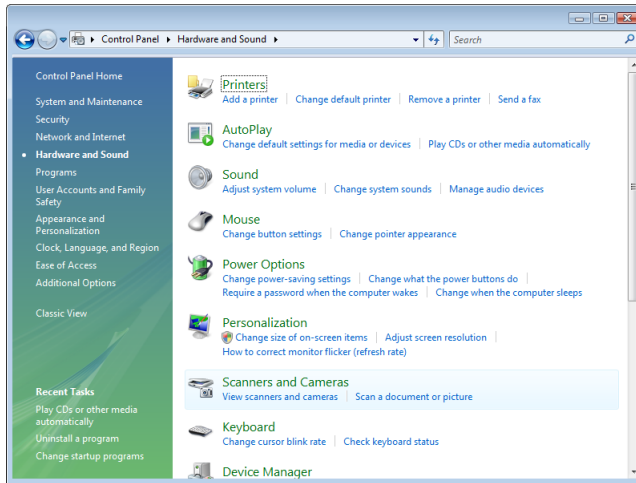 Control Panel Hardware and Sound Search
Control Panel Home
System and Maintenance
Security
Network and Internet
Hardware and Sound
Programs
User Accounts and Family
Safety
Appearance and
Personalization
Clock, Language, and Region
Ease of Access
Additional Options
Classic View
Recent Tasks
Play CDs or other media
automatically
Uninstall a program
Change startup programs
Printers
Add a printer Change default printer Remove a printer Send a fax
AutoPlay
Change default settings for media or devices Play CDs or other media automatically
Sound
Adjust system volume Change system sounds Manage audio devices
Mouse
Change button settings Change pointer appearance
Power Options
Change power-saving settings Change what the power buttons do
Require a password when the computer wakes Change when the computer sleeps
Personalization
Change size of on-screen items Adjust screen resolution
How to correct monitor flicker (refresh rate)
Scanners and Cameras
View scanners and cameras Scan a document or picture
Keyboard
Change cursor blink rate Check keyboard status
Device Manager